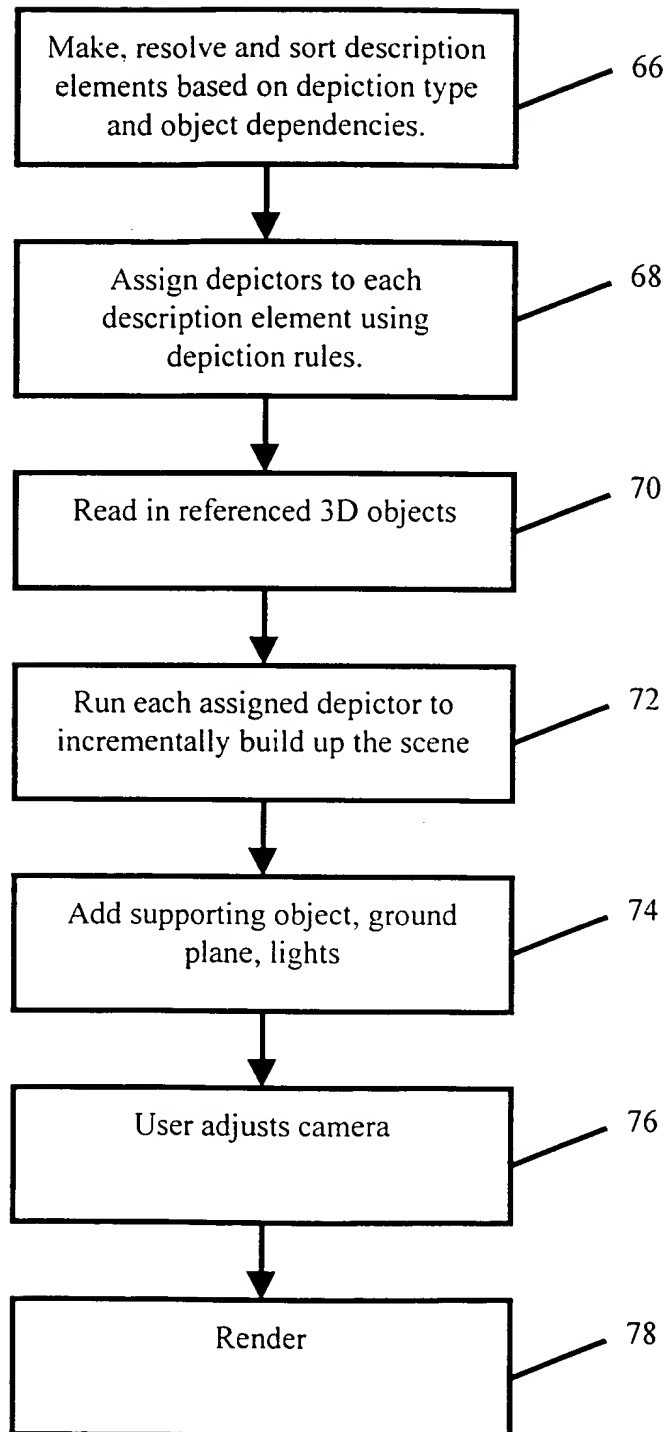 Make, resolve and sort description
elements based on depiction type
and object dependencies.
66
Assign depictors to each
description element using
depiction rules.
68
Read in referenced 3D objects
70
Run each assigned depictor to
incrementally build up the scene
72
Add supporting object, ground
plane, lights
74
User adjusts camera
76
Render
78